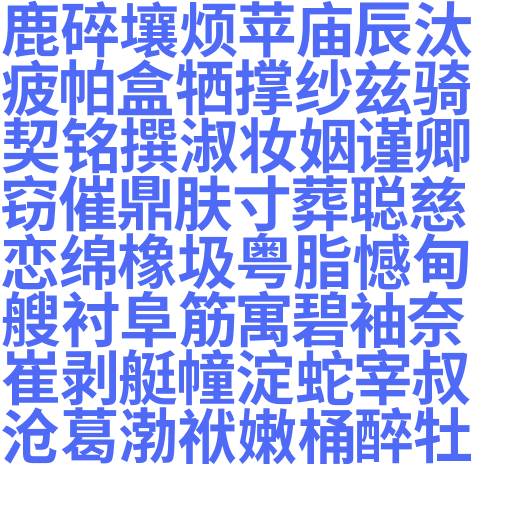 鹿碎壤烦苹庙辰汰
疲帕盒牺撑纱兹骑
契铭撰淑妆姻谨卿
窃催鼎肤寸葬聪慈
恋绵橡圾粤脂憾甸
艘衬阜筋寓碧袖奈
崔剥艇幢淀蛇宰叔
沧葛渤袱嫩桶醉牡